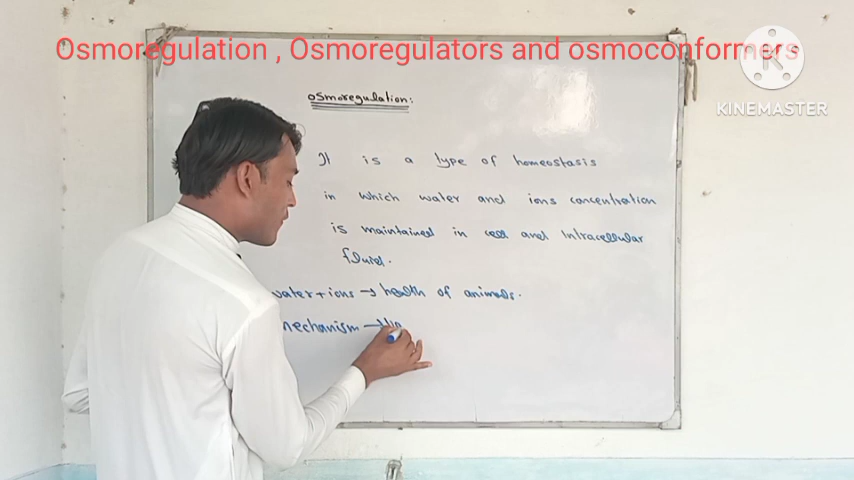 Osmoregulation , Osmoregulators and osmoconformers
KINEMASTER
osmoregulation:
It is a type of homeostasis
in which water and ions concentration
is maintained in cell and Intracellular
fluid.
water + ions → health of animals.
mechanism →